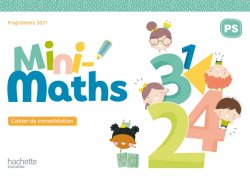 Programmes 2021
PS
Mini-
Maths
3 1
2 4
Cahier de consolidation
hachette
ÉDUCATION